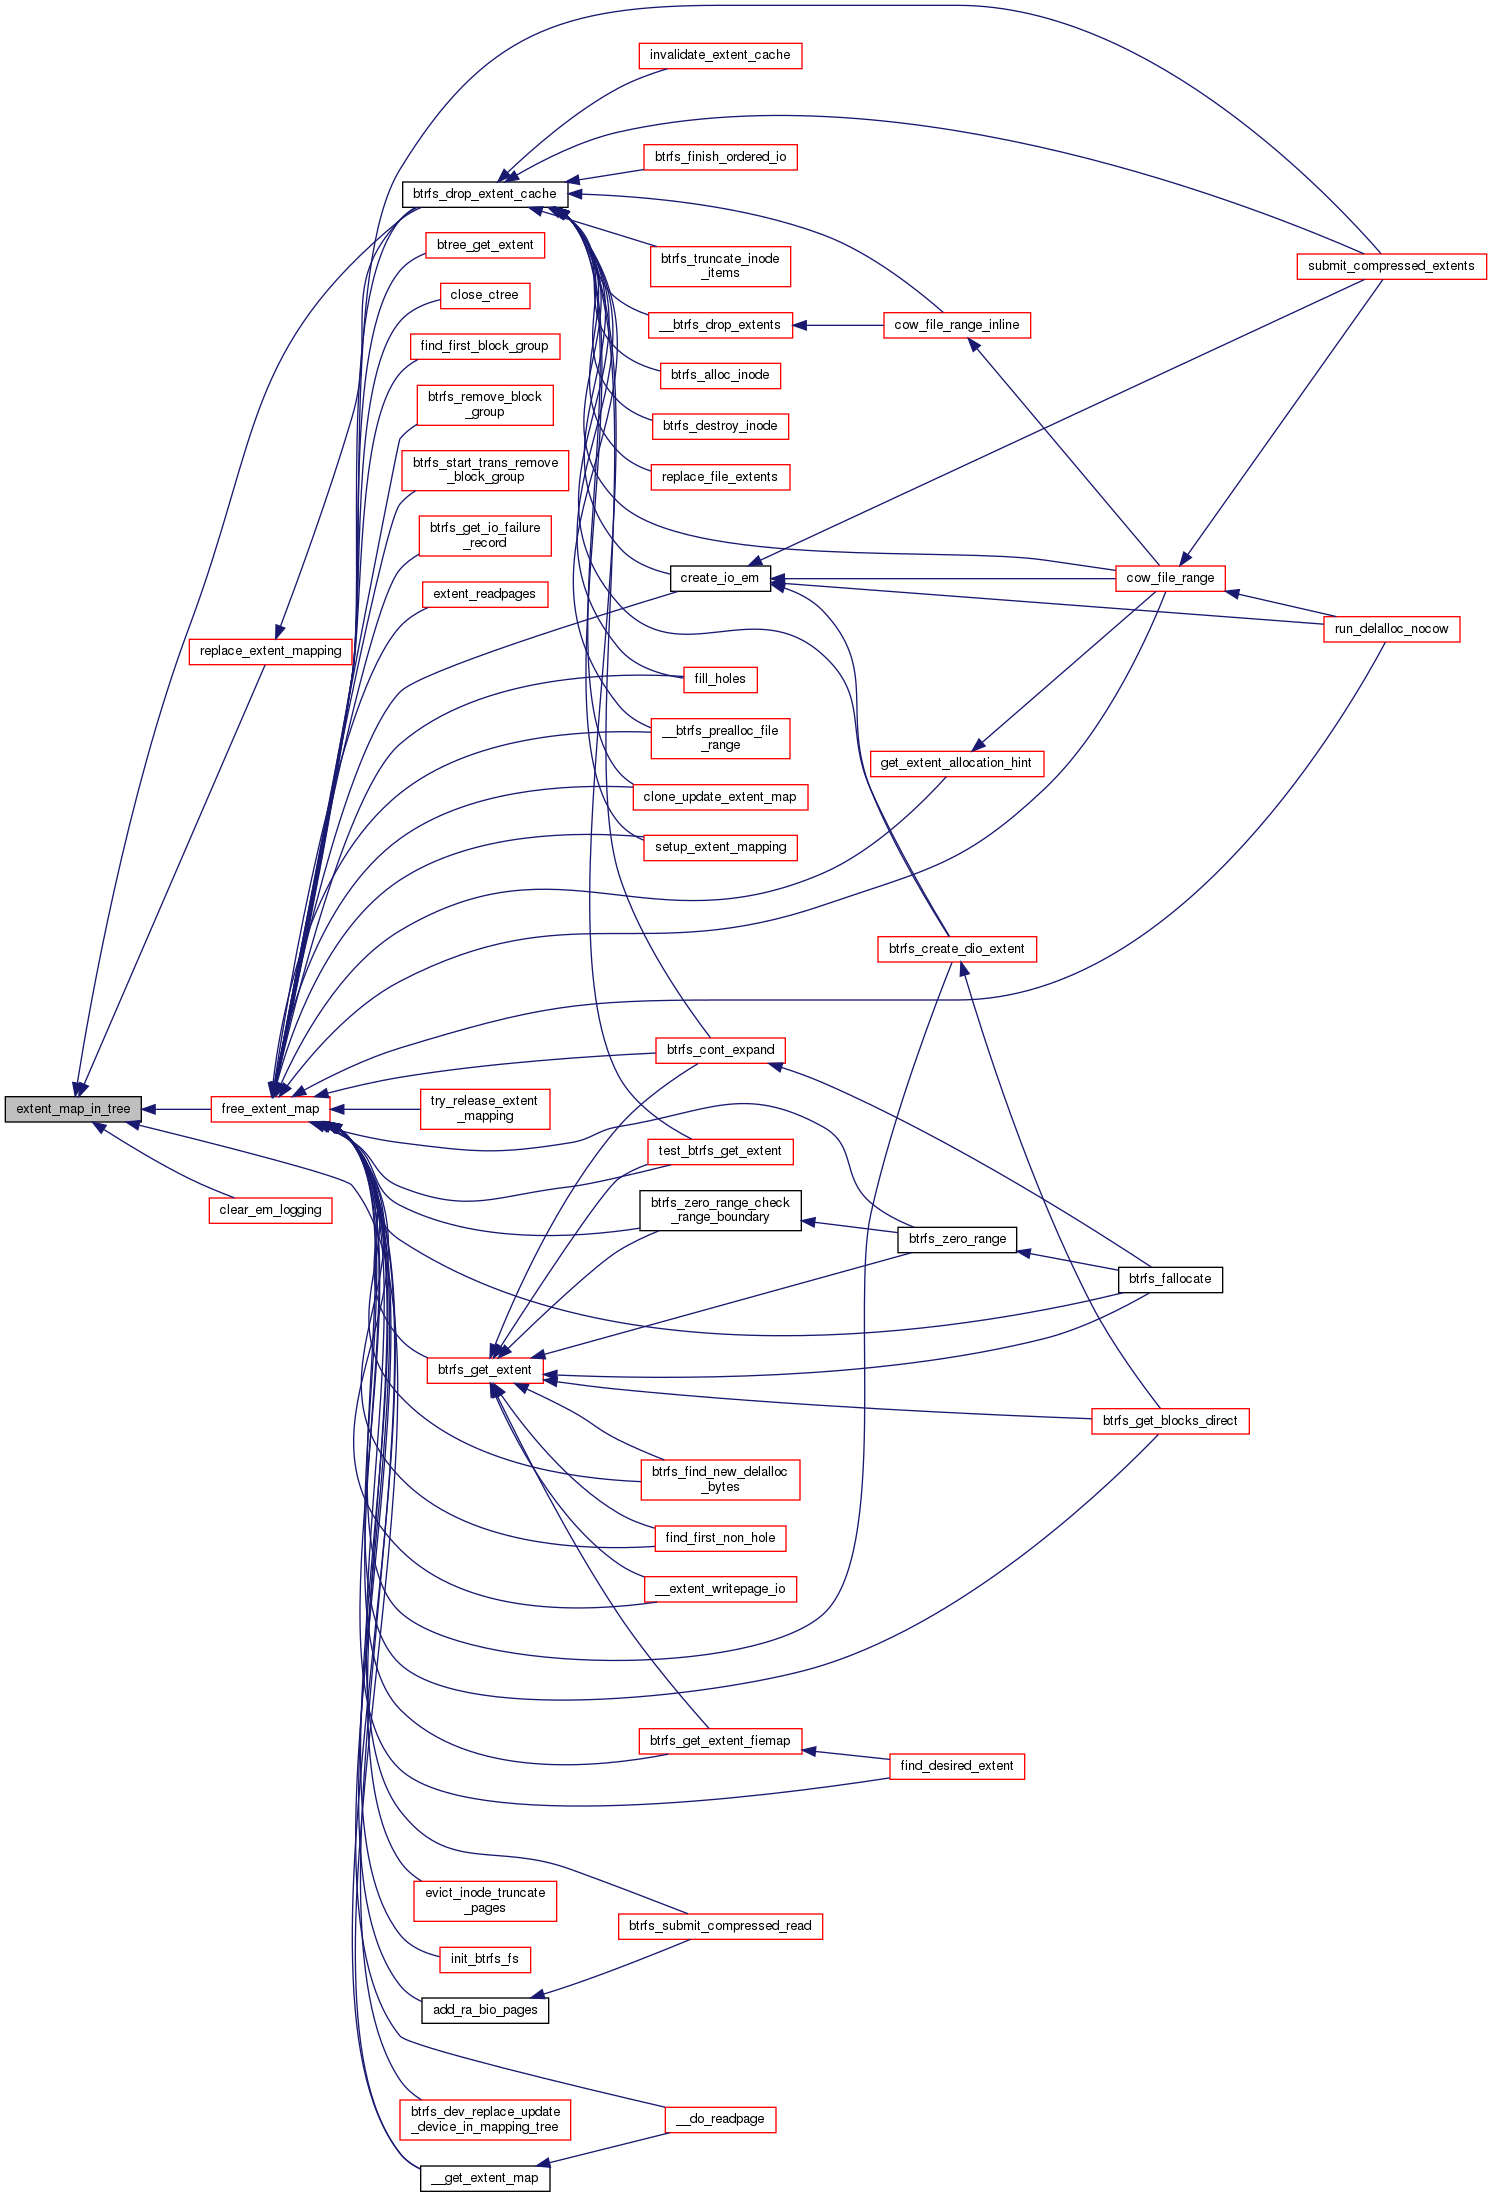 invalidate_extent_cache
btrfs_finish_ordered_io
btrfs_drop_extent_cache
btree_get_extent
btrfs_truncate_inode
_items
submit_compressed_extents
close_ctree
__btrfs_drop_extents
cow_file_range_inline
find_first_block_group
btrfs_alloc_inode
btrfs_remove_block
_group
btrfs_destroy_inode
btrfs_start_trans_remove
_block_group
replace_file_extents
btrfs_get_io_failure
_record
create_io_em
cow_file_range
extent_readpages
run_delalloc_nocow
replace_extent_mapping
fill_holes
__btrfs_prealloc_file
_range
get_extent_allocation_hint
clone_update_extent_map
setup_extent_mapping
btrfs_create_dio_extent
btrfs_cont_expand
extent_map_in_tree
free_extent_map
try_release_extent
_mapping
test_btrfs_get_extent
clear_em_logging
btrfs_zero_range_check
_range_boundary
btrfs_zero_range
btrfs_fallocate
btrfs_get_extent
btrfs_get_blocks_direct
btrfs_find_new_delalloc
_bytes
find_first_non_hole
__extent_writepage_io
btrfs_get_extent_fiemap
find_desired_extent
evict_inode_truncate
_pages
btrfs_submit_compressed_read
init_btrfs_fs
add_ra_bio_pages
btrfs_dev_replace_update
_device_in_mapping_tree
__do_readpage
__get_extent_map